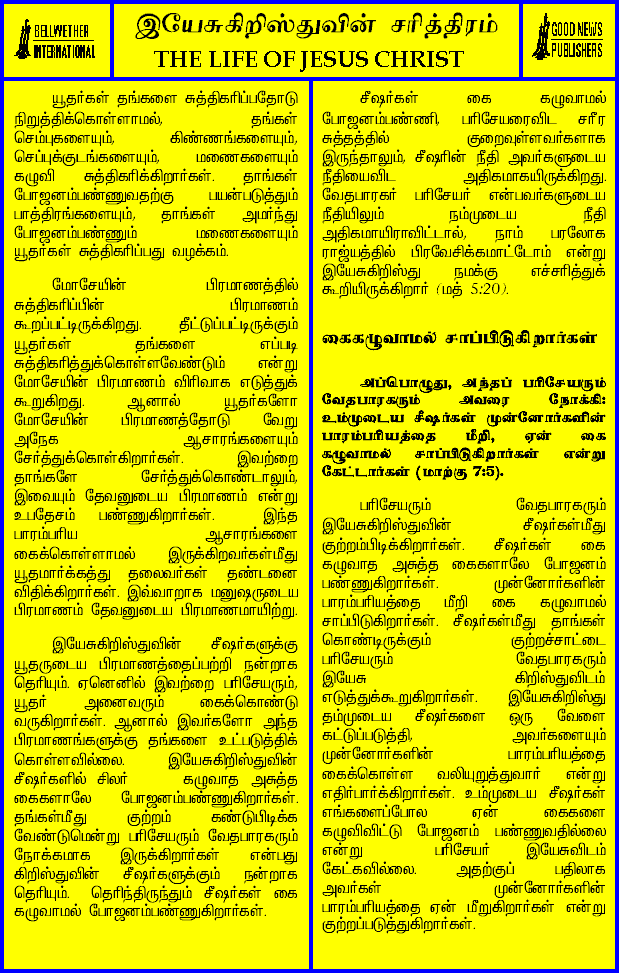 BELLWETHER
INTERNATIONAL
இயேசுகிறிஸ்துவின் சரித்திரம்
THE LIFE OF JESUS CHRIST
GOOD NEWS
PUBLISHERS
யூதர்கள் தங்களை சுத்திகரிப்பதோடு
நிறுத்திக்கொள்ளாமல், தங்கள்
செம்புகளையும், கிண்ணங்களையும்,
செப்புக்குடங்களையும், மணைகளையும்
கழுவி சுத்திகரிக்கிறார்கள். தாங்கள்
போஜனம்பண்ணுவதற்கு பயன்படுத்தும்
பாத்திரங்களையும், தாங்கள் அமர்ந்து
போஜனம்பண்ணும் மணைகளையும்
யூதர்கள் சுத்திகரிப்பது வழக்கம்.
மோசேயின் பிரமாணத்தில்
சுத்திகரிப்பின் பிரமாணம்
கூறப்பட்டிருக்கிறது. தீட்டுப்பட்டிருக்கும்
யூதர்கள் தங்களை எப்படி
சுத்திகரித்துக்கொள்ளவேண்டும் என்று
மோசேயின் பிரமாணம் விரிவாக எடுத்துக்
கூறுகிறது. ஆனால் யூதர்களோ
மோசேயின் பிரமாணத்தோடு வேறு
அநேக ஆசாரங்களையும்
சேர்த்துக்கொள்கிறார்கள். இவற்றை
தாங்களே சேர்த்துக்கொண்டாலும்,
இவையும் தேவனுடைய பிரமாணம் என்று
உபதேசம் பண்ணுகிறார்கள். இந்த
பாரம்பரிய ஆசாரங்களை
கைக்கொள்ளாமல் இருக்கிறவர்கள்மீது
யூதமார்க்கத்து தலைவர்கள் தண்டனை
விதிக்கிறார்கள். இவ்வாறாக மனுஷருடைய
பிரமாணம் தேவனுடைய பிரமாணமாயிற்று.
இயேசுகிறிஸ்துவின் சீஷர்களுக்கு
யூதருடைய பிரமாணத்தைப்பற்றி நன்றாக
தெரியும். ஏனெனில் இவற்றை பரிசேயரும்,
யூதர் அனைவரும் கைக்கொண்டு
வருகிறார்கள். ஆனால் இவர்களோ அந்த
பிரமாணங்களுக்கு தங்களை உட்படுத்திக்
கொள்ளவில்லை. இயேசுகிறிஸ்துவின்
சீஷர்களில் சிலர் கழுவாத அசுத்த
கைகளாலே போஜனம்பண்ணுகிறார்கள்.
தங்கள்மீது குற்றம் கண்டுபிடிக்க
வேண்டுமென்று பரிசேயரும் வேதபாரகரும்
நோக்கமாக இருக்கிறார்கள் என்பது
கிறிஸ்துவின் சீஷர்களுக்கும் நன்றாக
தெரியும். தெரிந்திருந்தும் சீஷர்கள் கை
கழுவாமல் போஜனம்பண்ணுகிறார்கள்.
சீஷர்கள் கை கழுவாமல்
போஜனம்பண்ணி, பரிசேயரைவிட சரீர
சுத்தத்தில் குறைவுள்ளவர்களாக
இருந்தாலும், சீஷரின் நீதி அவர்களுடைய
நீதியைவிட அதிகமாகயிருக்கிறது.
வேதபாரகர் பரிசேயர் என்பவர்களுடைய
நீதியிலும் நம்முடைய நீதி
அதிகமாயிராவிட்டால், நாம் பரலோக
ராஜ்யத்தில் பிரவேசிக்கமாட்டோம் என்று
இயேசுகிறிஸ்து நமக்கு எச்சரித்துக்
கூறியிருக்கிறார் (மத் 5:20).
கைகழுவாமல் சாப்பிடுகிறார்கள்
அப்பொழுது, அந்தப் பரிசேயரும்
வேதபாரகரும் அவரை நோக்கி:
உம்முடைய சீஷர்கள் முன்னோர்களின்
பாரம்பரியத்தை மீறி, ஏன் கை
கழுவாமல் சாப்பிடுகிறார்கள் என்று
கேட்டார்கள் (மாற்கு 7:5).
பரிசேயரும் வேதபாரகரும்
இயேசுகிறிஸ்துவின் சீஷர்கள்மீது
குற்றம்பிடிக்கிறார்கள். சீஷர்கள் கை
கழுவாத அசுத்த கைகளாலே போஜனம்
பண்ணுகிறார்கள். முன்னோர்களின்
பாரம்பரியத்தை மீறி கை கழுவாமல்
சாப்பிடுகிறார்கள். சீஷர்கள்மீது தாங்கள்
கொண்டிருக்கும் குற்றச்சாட்டை
பரிசேயரும் வேதபாரகரும்
இயேசு கிறிஸ்துவிடம்
எடுத்துக்கூறுகிறார்கள். இயேசுகிறிஸ்து
தம்முடைய சீஷர்களை ஒரு வேளை
கட்டுப்படுத்தி, அவர்களையும்
முன்னோர்களின் பாரம்பரியத்தை
கைக்கொள்ள வலியுறுத்துவார் என்று
எதிர்பார்க்கிறார்கள். உம்முடைய சீஷர்கள்
எங்களைப்போல ஏன் கைகளை
கழுவிவிட்டு போஜனம் பண்ணுவதில்லை
என்று பரிசேயர் இயேசுவிடம்
கேட்கவில்லை. அதற்குப் பதிலாக
அவர்கள் முன்னோர்களின்
பாரம்பரியத்தை ஏன் மீறுகிறார்கள் என்று
குற்றப்படுத்துகிறார்கள்.